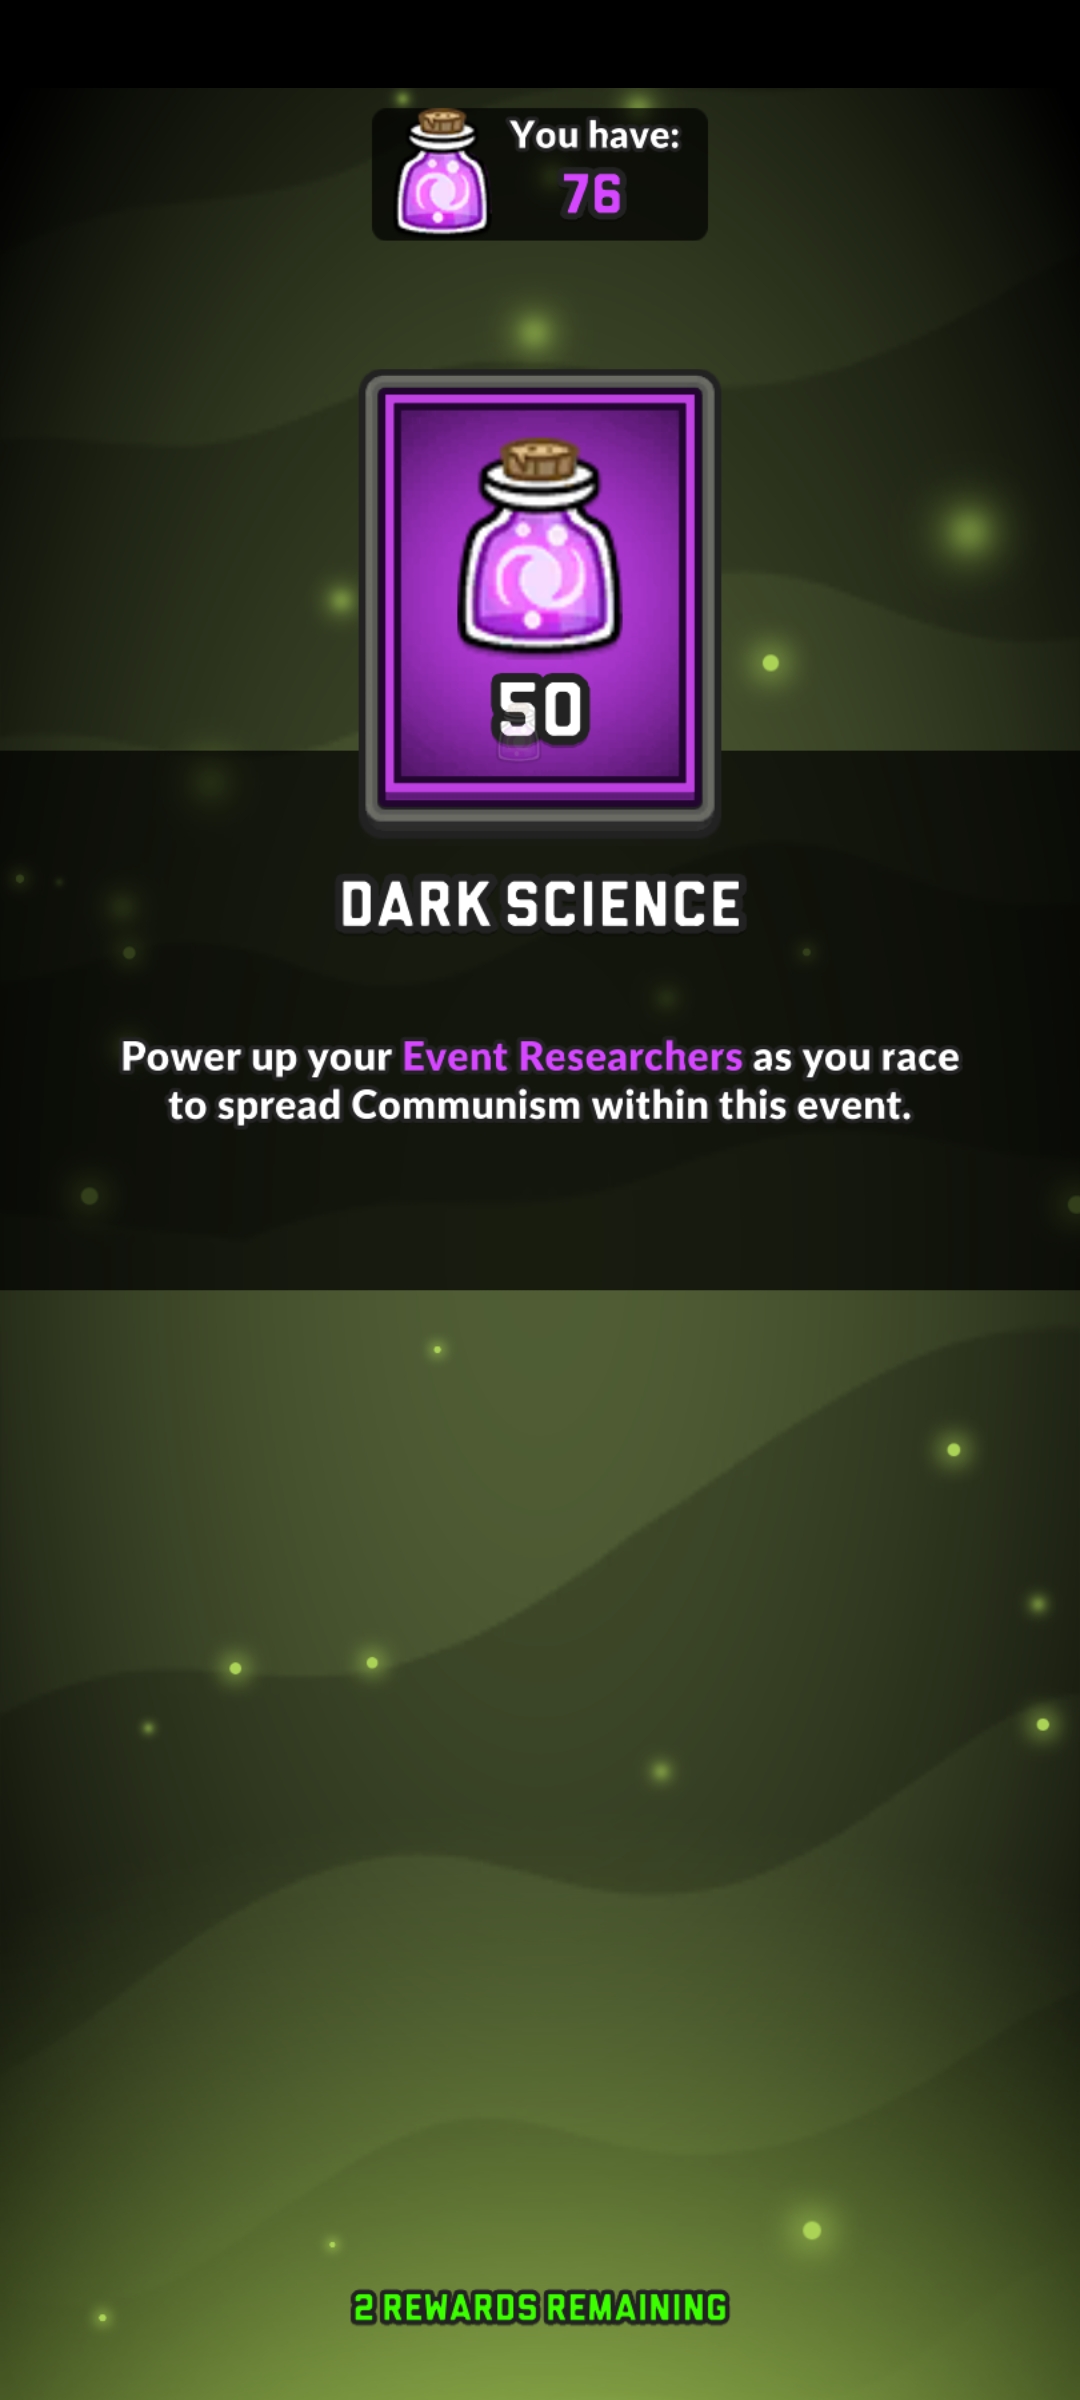 You have:
76
50
DARK SCIENCE
Power up your Event Researchers as you race
to spread Communism within this event.
2 REWARDS REMAINING